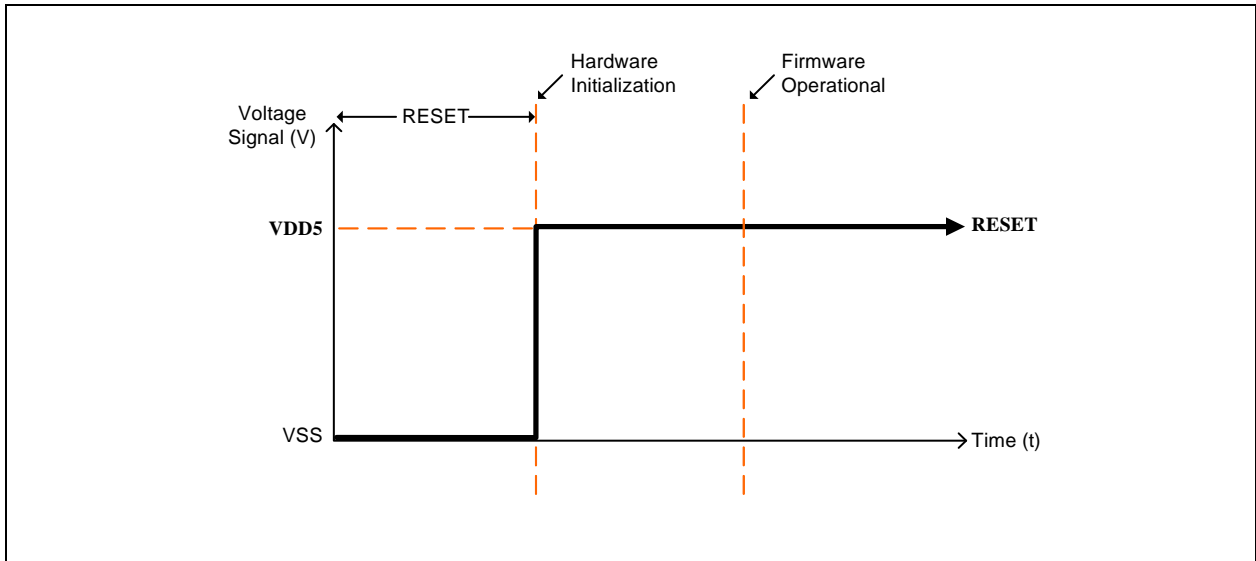 Hardware
Initialization
Firmware
Operational
Voltage
Signal (V)
RESET
VDD5
RESET
VSS
Time (t)